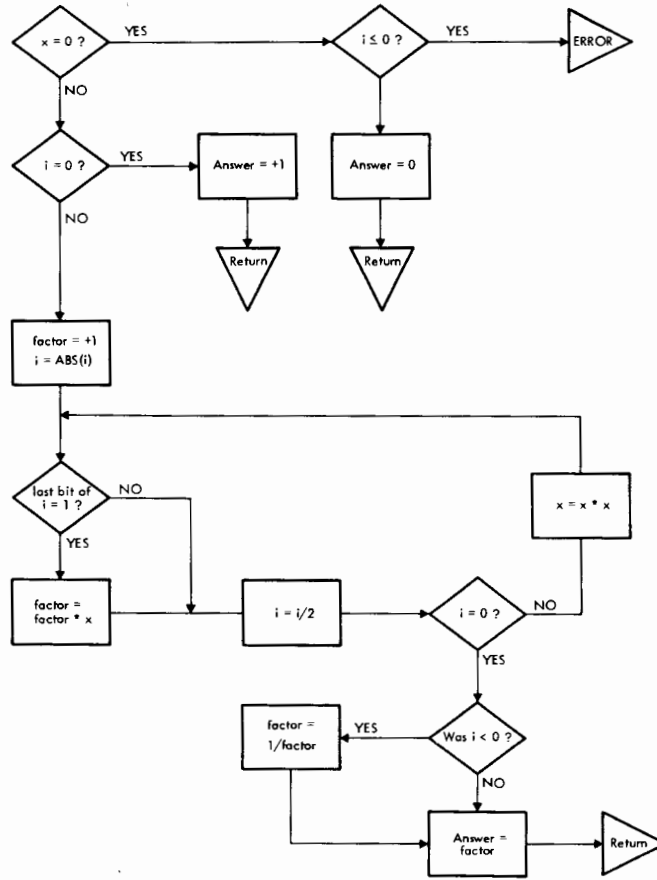 x = 0 ?
YES
i ≤ 0 ?
YES
ERROR
NO
i = 0 ?
YES
Answer = +1
Answer = 0
NO
Return
Return
factor = +1
i = ABS(i)
last bit of
i = 1 ?
NO
x = x * x
YES
factor =
factor * x
i = i/2
i = 0 ?
NO
YES
factor =
1/factor
YES
Was i < 0 ?
NO
Answer =
factor
Return